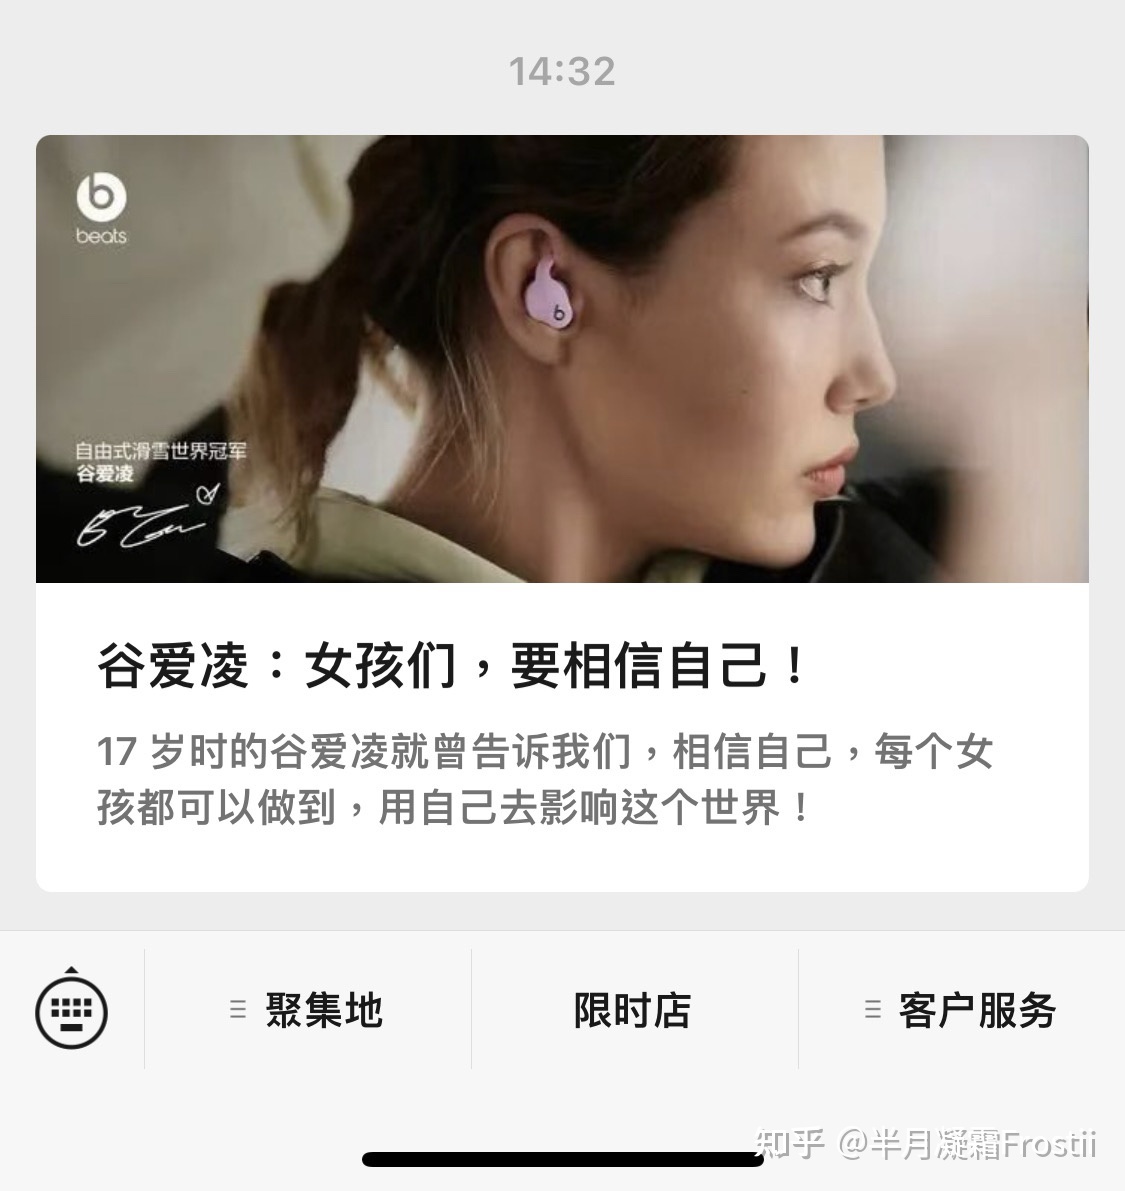 14:32
beats
自由式滑雪世界冠军
谷爱凌
谷爱凌：女孩们，要相信自己！
17 岁时的谷爱凌就曾告诉我们，相信自己，每个女
孩都可以做到，用自己去影响这个世界！
聚集地
限时店
客户服务
知乎 @半月凝霜Frostii